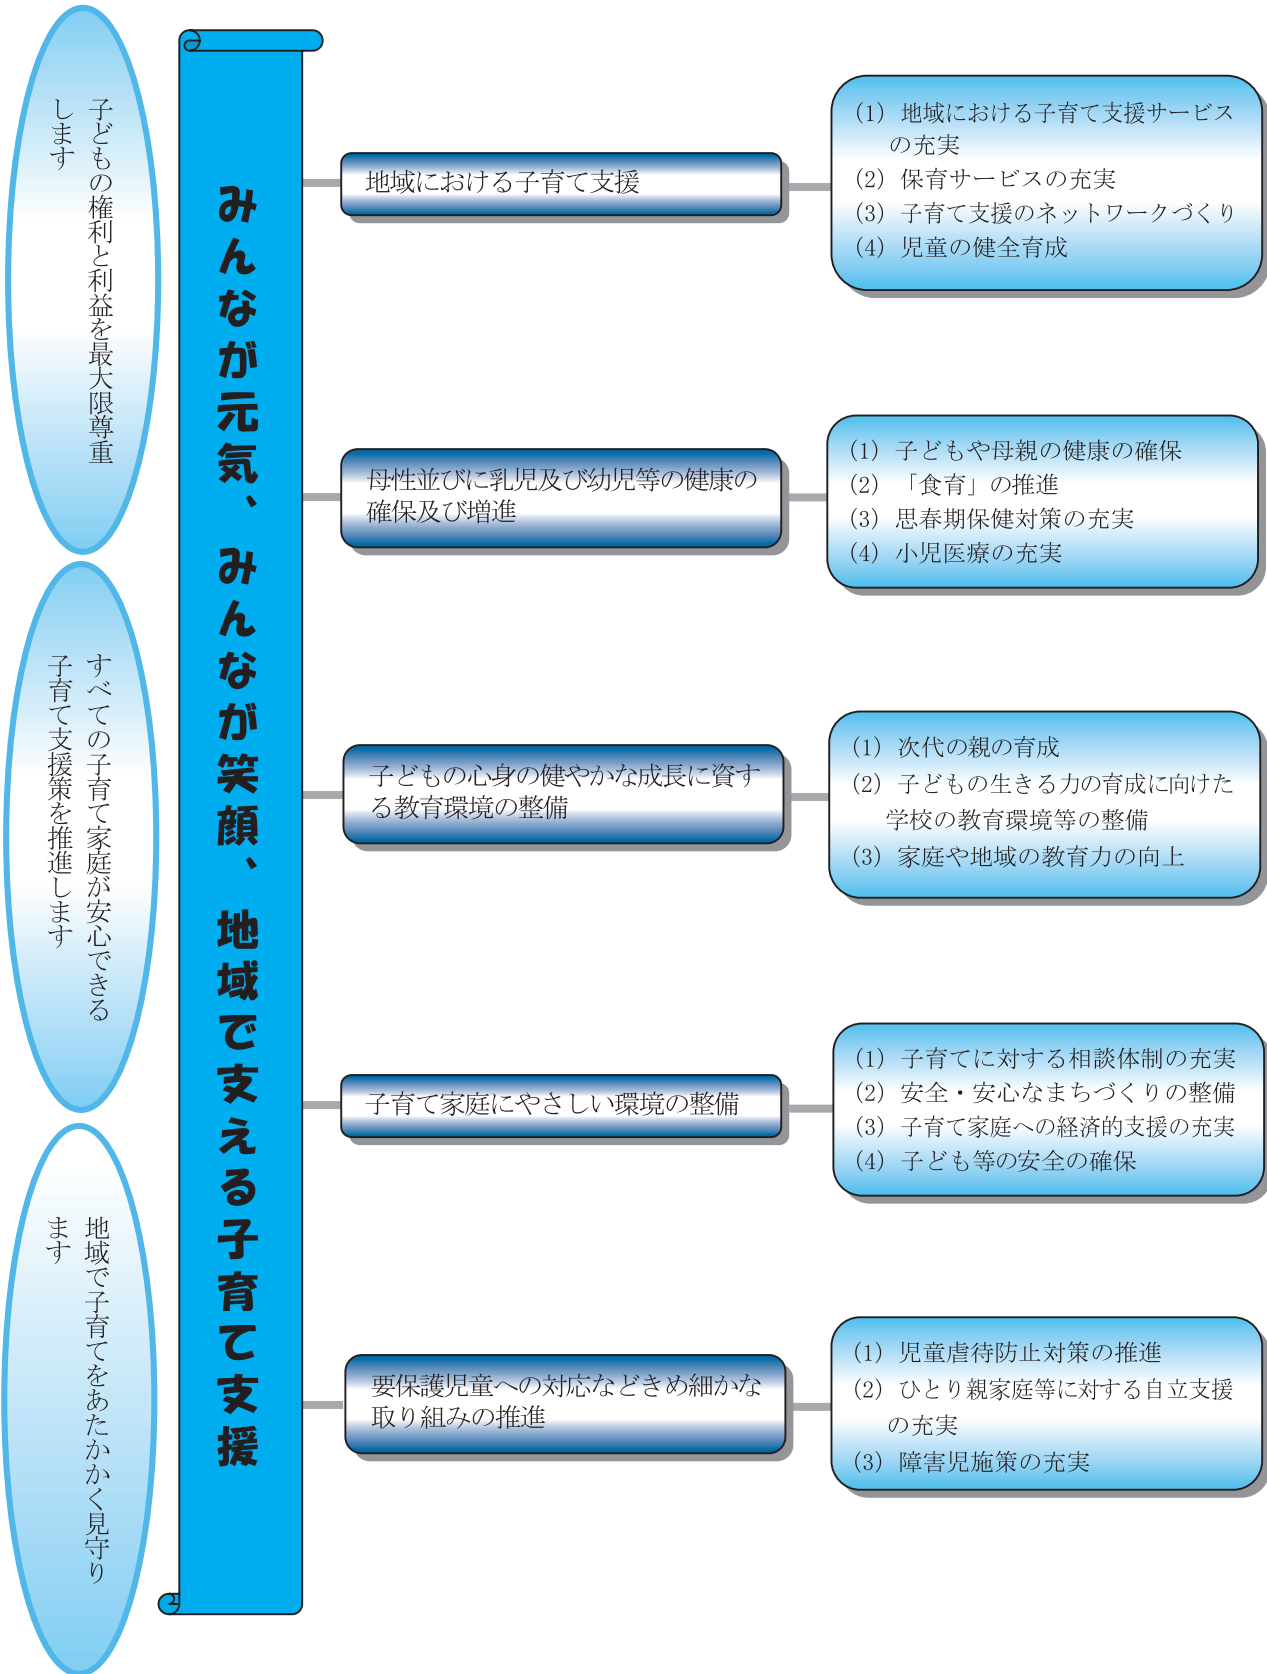 子どもの権利と利益を最大限尊重
します
すべての子育て家庭が安心できる
子育て支援策を推進します
地域で子育てをあたたかく見守り
ます
みんなが元気、みんなが笑顔、地域で支える子育て支援
地域における子育て支援
(1) 地域における子育て支援サービス
の充実
(2) 保育サービスの充実
(3) 子育て支援のネットワークづくり
(4) 児童の健全育成
母性並びに乳児及び幼児等の健康の
確保及び増進
(1) 子どもや母親の健康の確保
(2) 「食育」の推進
(3) 思春期保健対策の充実
(4) 小児医療の充実
子どもの心身の健やかな成長に資す
る教育環境の整備
(1) 次代の親の育成
(2) 子どもの生きる力の育成に向けた
学校の教育環境等の整備
(3) 家庭や地域の教育力の向上
子育て家庭にやさしい環境の整備
(1) 子育てに対する相談体制の充実
(2) 安全・安心なまちづくりの整備
(3) 子育て家庭への経済的支援の充実
(4) 子ども等の安全の確保
要保護児童への対応などきめ細かな
取り組みの推進
(1) 児童虐待防止対策の推進
(2) ひとり親家庭等に対する自立支援
の充実
(3) 障害児施策の充実